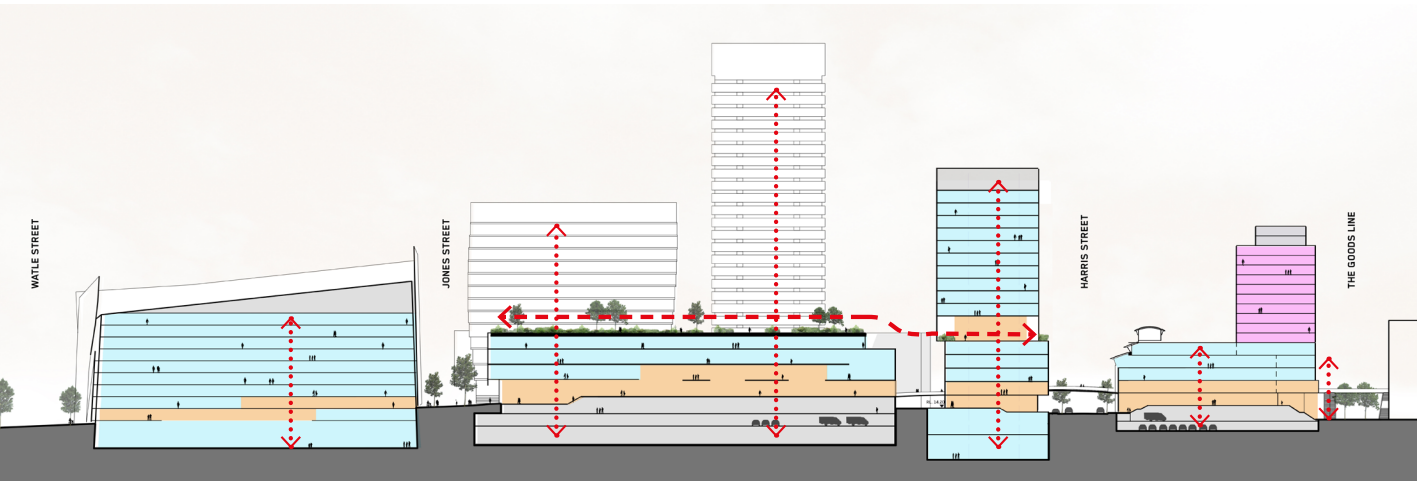 WATLE STREET
JONES STREET
HARRIS STREET
THE GOODS LINE